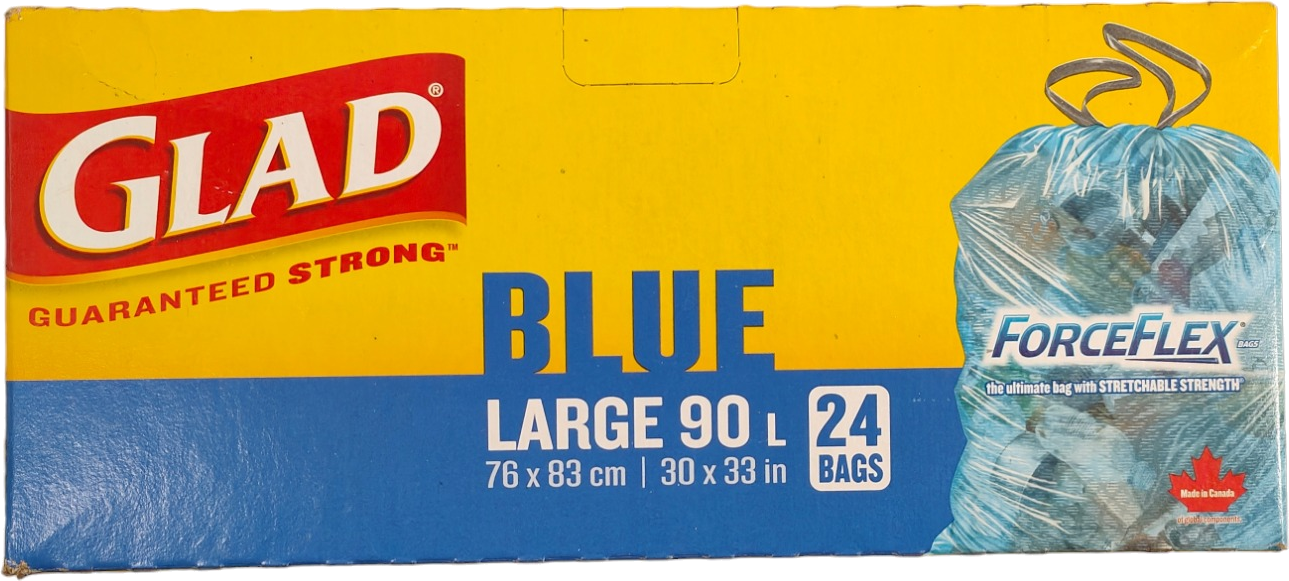 GLAD®
GUARANTEED STRONG™
BLUE
LARGE 90 L
76 x 83 cm | 30 x 33 in
24
BAGS
FORCEFLEX®
BAGS
the ultimate bag with STRETCHABLE STRENGTH
Made in Canada